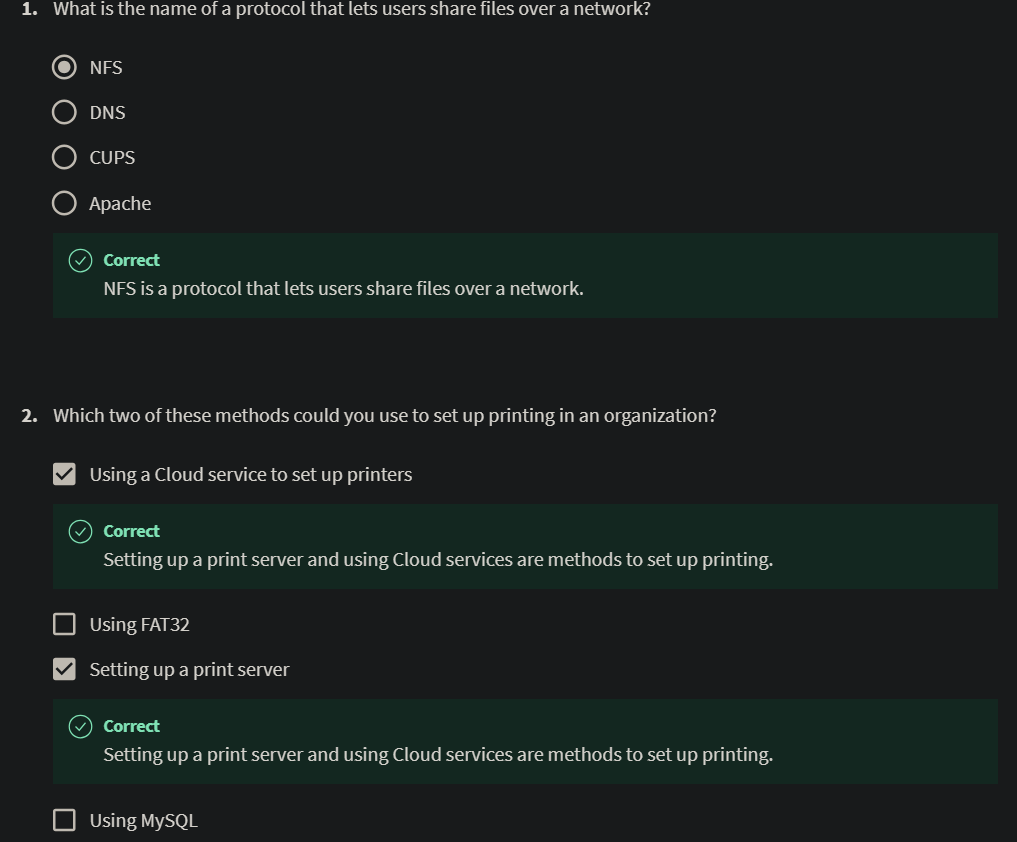 1. What is the name of a protocol that lets users share files over a network?
NFS
DNS
CUPS
Apache
Correct
NFS is a protocol that lets users share files over a network.
2. Which two of these methods could you use to set up printing in an organization?
Using a Cloud service to set up printers
Correct
Setting up a print server and using Cloud services are methods to set up printing.
Using FAT32
Setting up a print server
Correct
Setting up a print server and using Cloud services are methods to set up printing.
Using MySQL